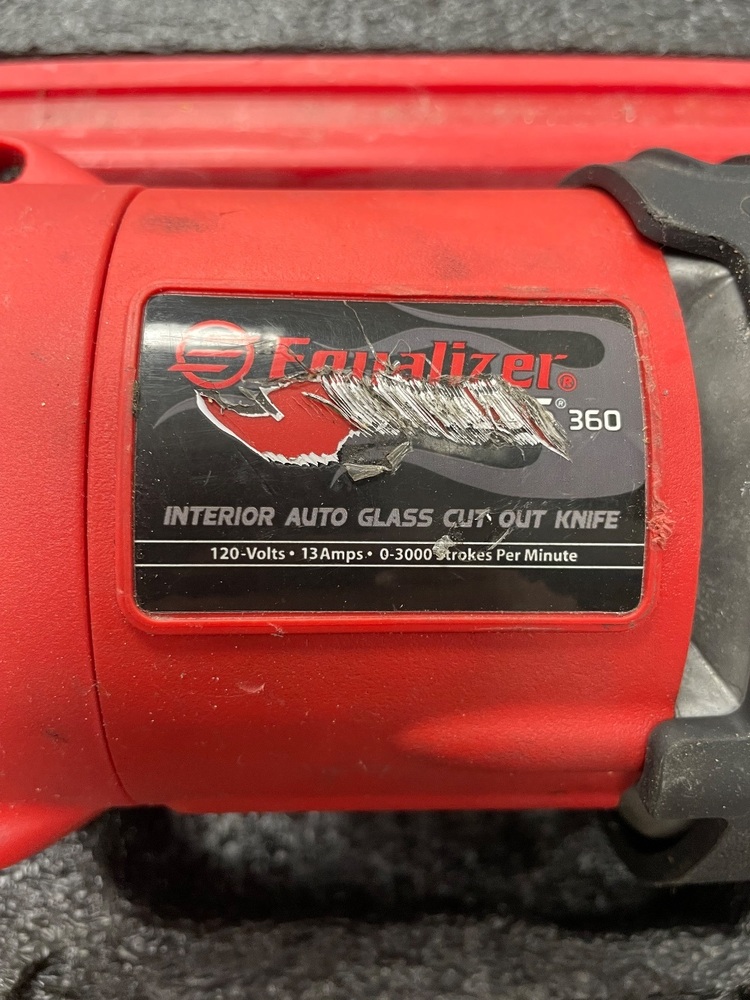 Equalizer®
® 360
INTERIOR AUTO GLASS CUT OUT KNIFE
120-Volts • 13Amps • 0-3000 Strokes Per Minute